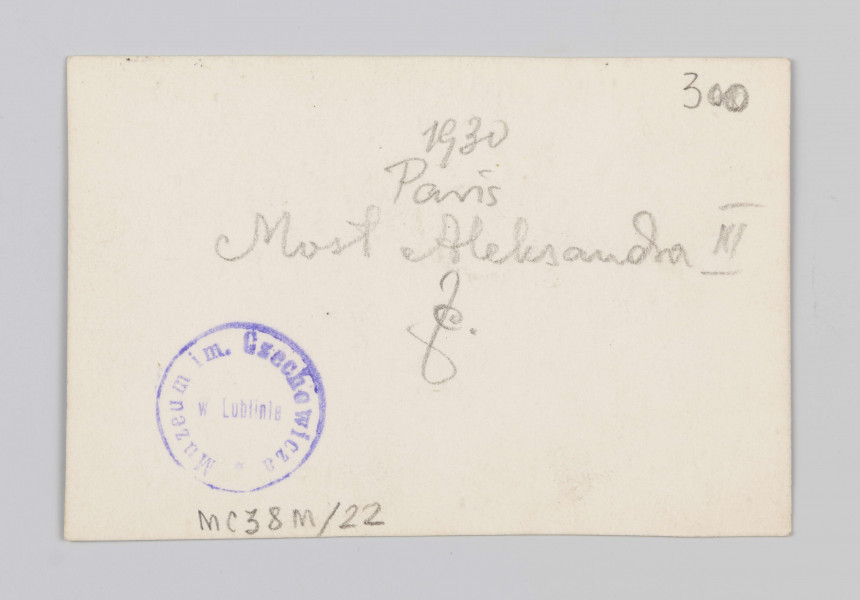 300
1930
Paris
Most Aleksandra III
Muzeum im. Czechowicza
w Lublinie
MC38M/22